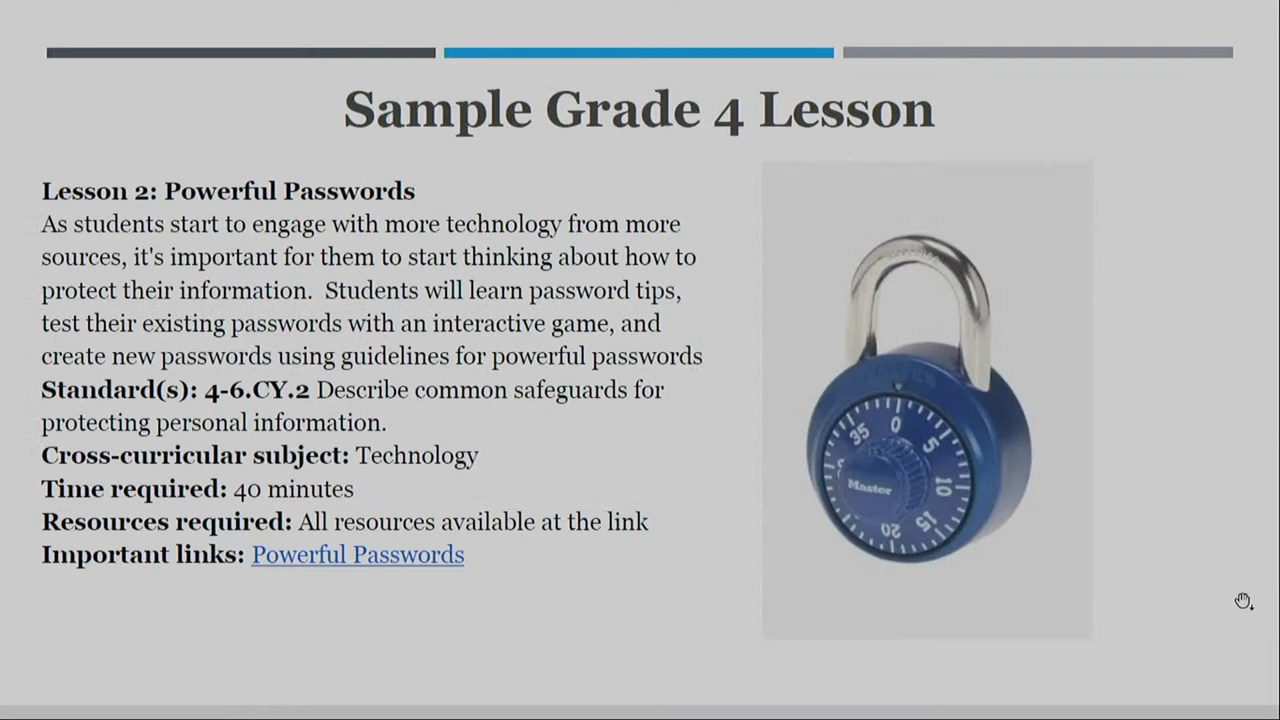 Sample Grade 4 Lesson
Lesson 2: Powerful Passwords
As students start to engage with more technology from more
sources, it's important for them to start thinking about how to
protect their information.  Students will learn password tips,
test their existing passwords with an interactive game, and
create new passwords using guidelines for powerful passwords
Standard(s): 4-6.CY.2 Describe common safeguards for
protecting personal information.
Cross-curricular subject: Technology
Time required: 40 minutes
Resources required: All resources available at the link
Important links: Powerful Passwords
0
35
5
10
Master
15
20